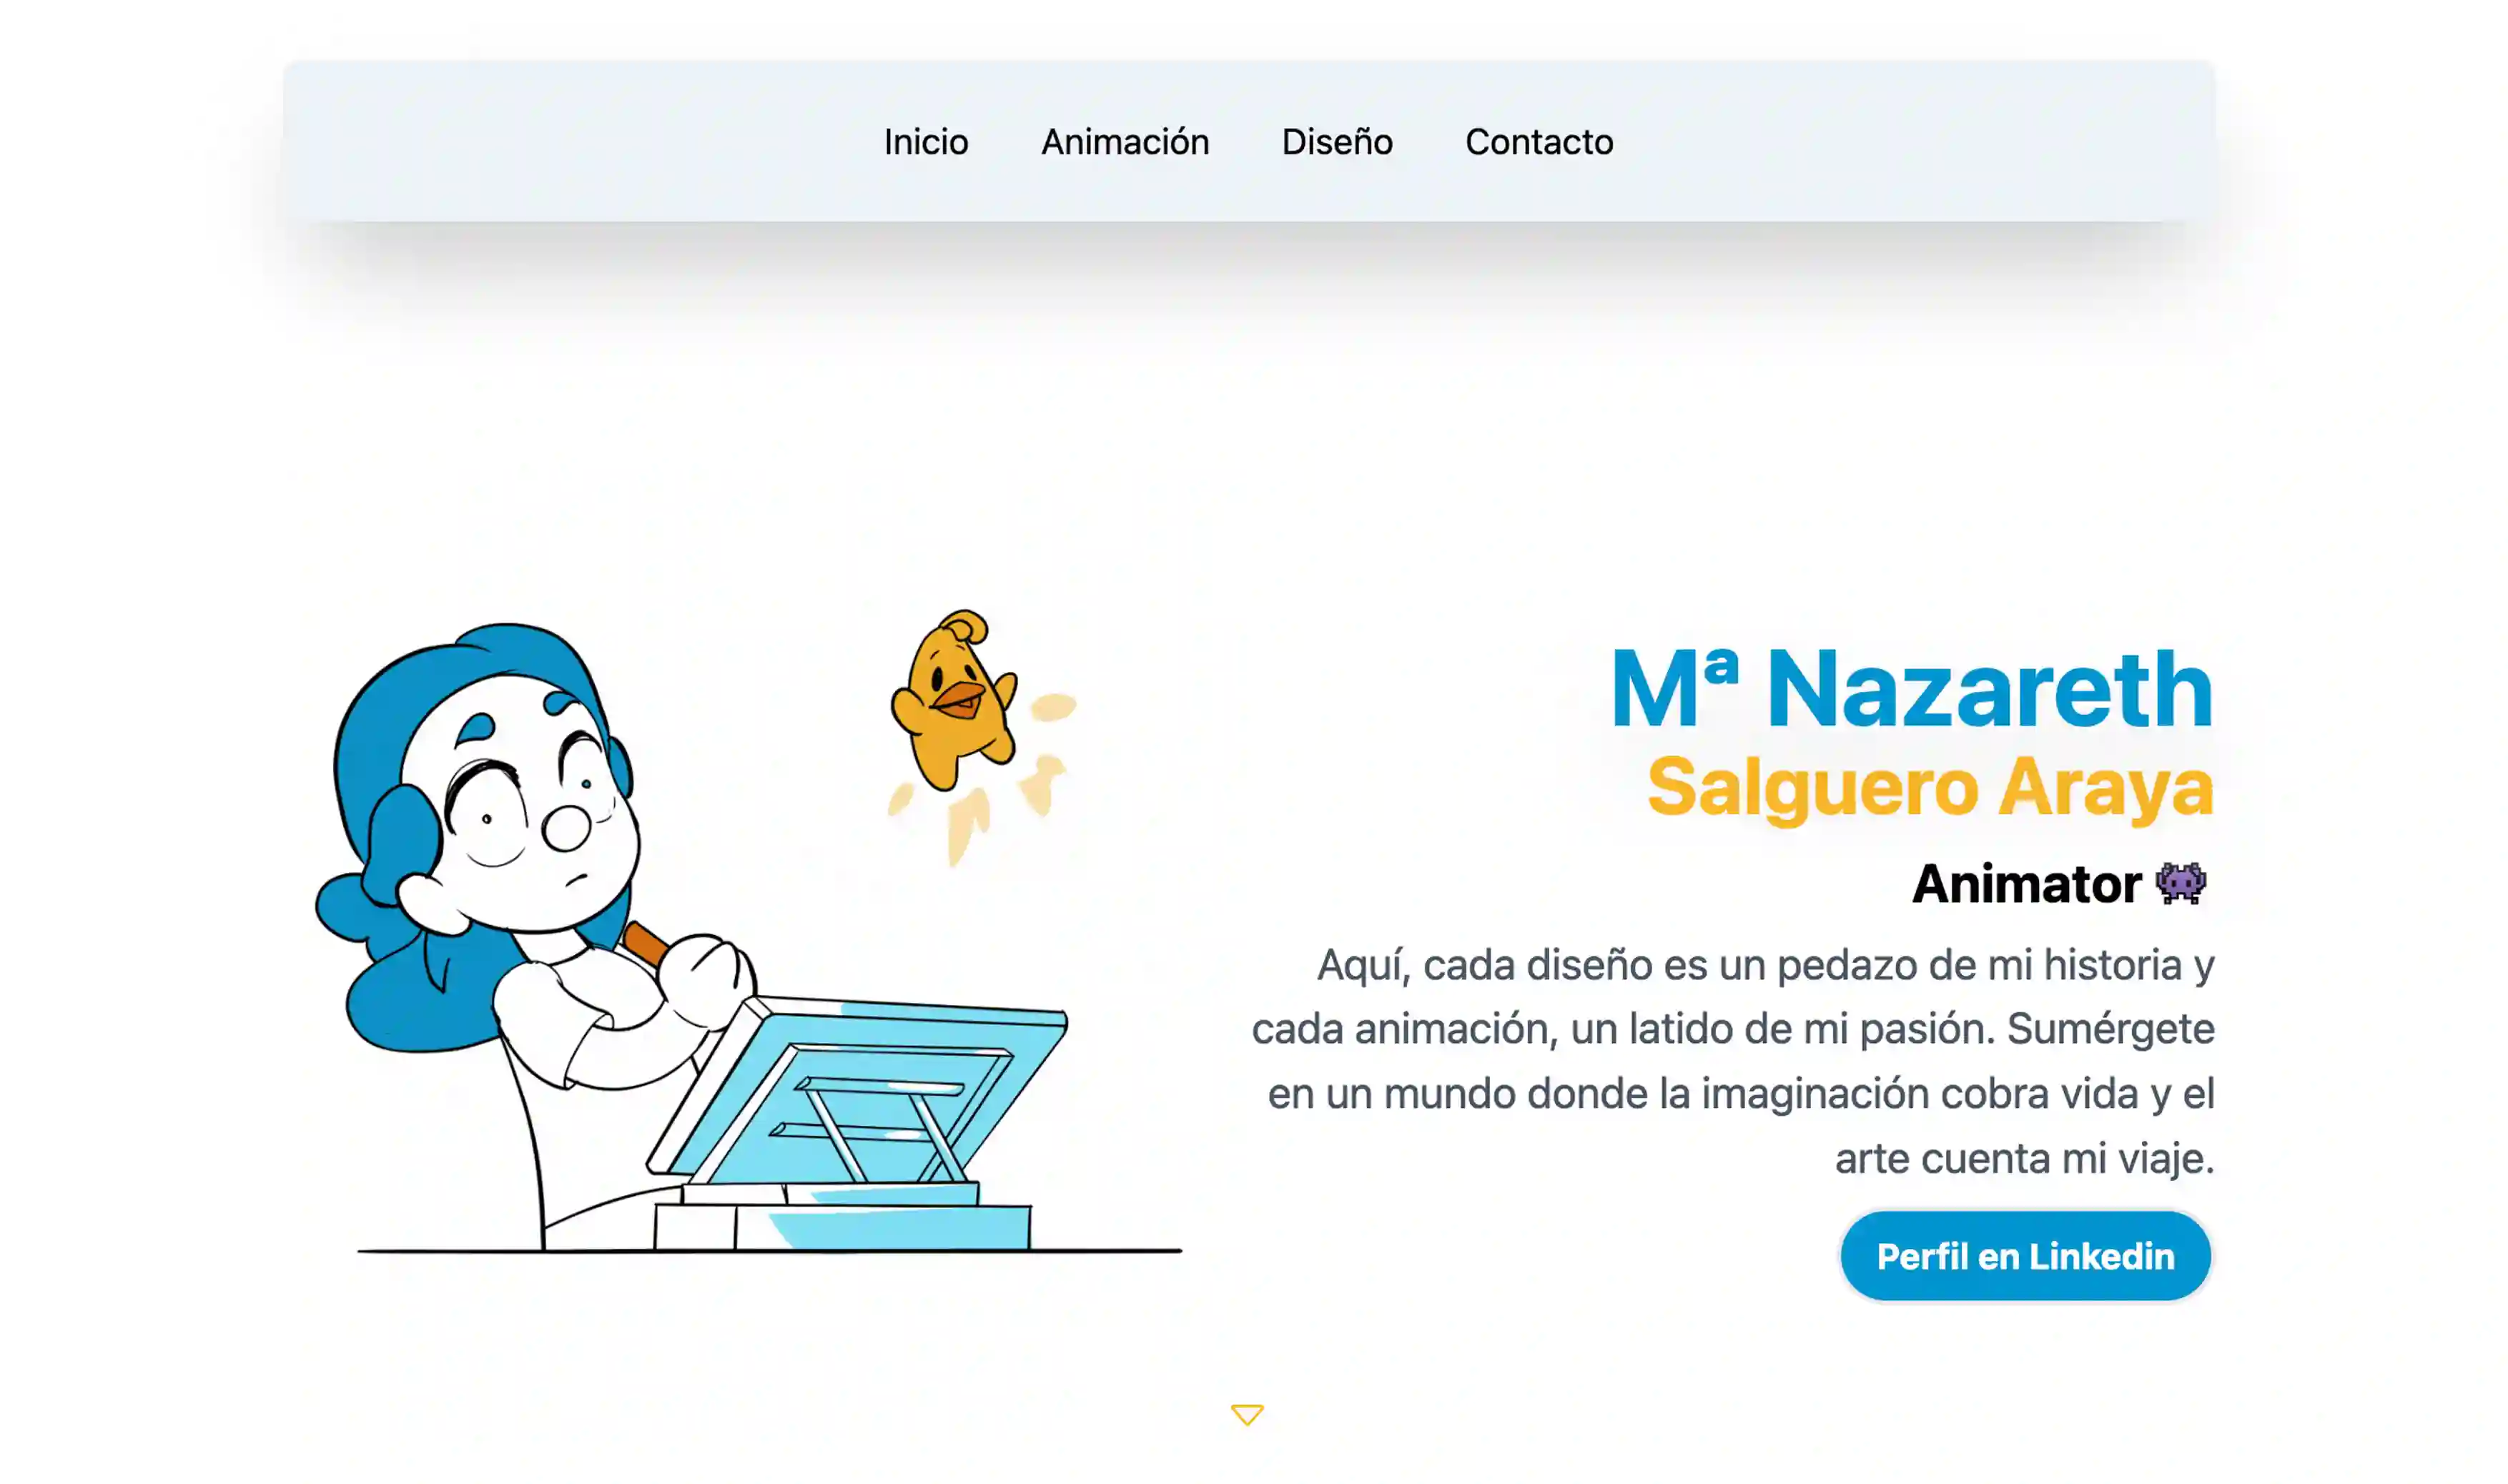 Inicio Animación Diseño Contacto
Mª Nazareth
Salguero Araya
Animator 👾
Aquí, cada diseño es un pedazo de mi historia y
cada animación, un latido de mi pasión. Sumérgete
en un mundo donde la imaginación cobra vida y el
arte cuenta mi viaje.
Perfil en Linkedin